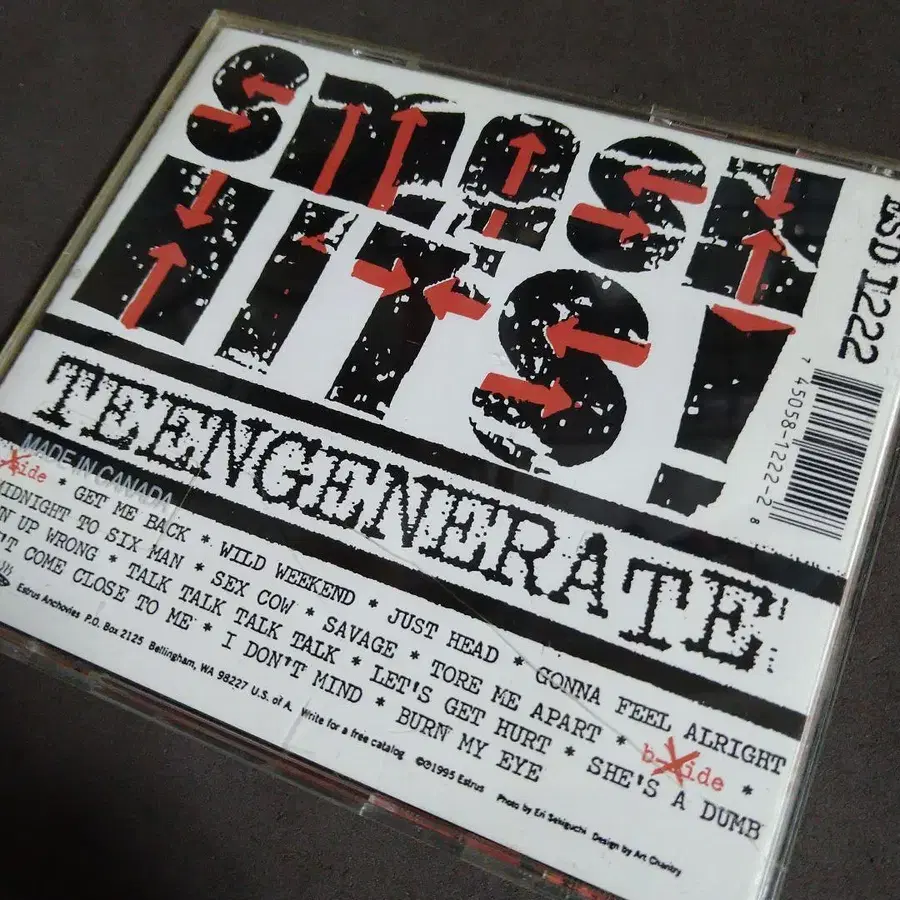 SMASH
HITS!
ESD 1222
7 45058-1222-2 8
TEENGENERATE
MADE IN CANADA
ide * GET ME BACK * WILD WEEKEND * JUST HEAD * GONNA FEEL ALRIGHT
MIDNIGHT TO SIX MAN * SEX COW * SAVAGE * TORE ME APART * b ide *
UP WRONG * TALK TALK TALK TALK * LET'S GET HURT * SHE'S A DUMB
COME CLOSE TO ME * I DON'T MIND * BURN MY EYE
Estrus Anchovies P.O. Box 2125 Bellingham, WA 98227 U.S. of A. Write for a free catalog ©℗1995 Estrus Photo by Eri Sekiguchi Design by Art Chantry